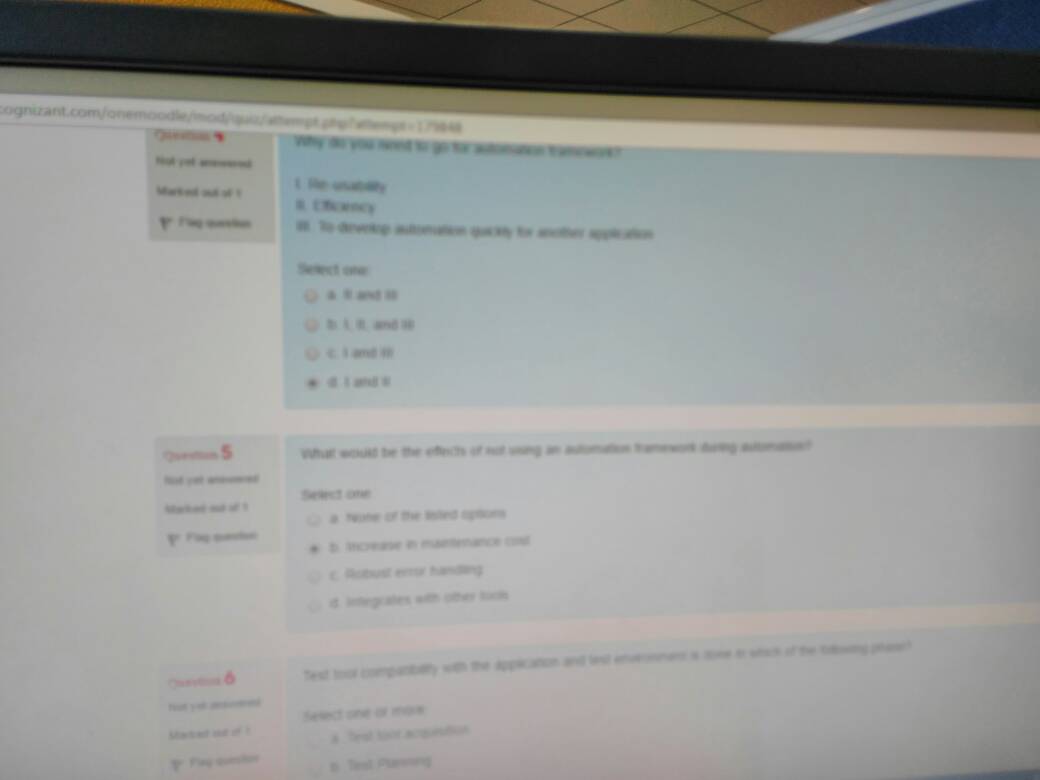 cognizant.com/onemoodle/mod/quiz/attempt.php?attempt=179848
Question
Not yet answered
Marked out of 1
Flag question
Why do you need to go for automation framework?
I. Re-usability
II. Efficiency
III. To develop automation quickly for another application
Select one:
a. II and III
b. I, II, and III
c. I and III
d. I and II
Question 5
Not yet answered
Marked out of 1
Flag question
What would be the effects of not using an automation framework during automation?
Select one:
a. None of the listed options
b. Increase in maintenance cost
c. Robust error handling
d. Integrates with other tools
Question 6
Not yet answered
Marked out of 1
Flag question
Test tool compatibility with the application and test environment is done in which of the following phase?
Select one or more:
a. Test tool acquisition
b. Test Planning